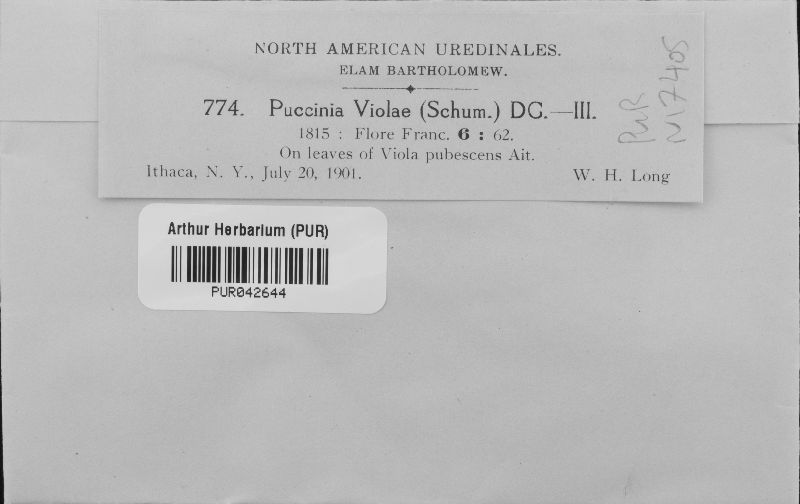 NORTH AMERICAN UREDINALES.
ELAM BARTHOLOMEW.
774. Puccinia Violae (Schum.) DC.—III.
1815 : Flore Franc. 6 : 62.
On leaves of Viola pubescens Ait.
Ithaca, N. Y., July 20, 1901. W. H. Long
PUR
N17405
Arthur Herbarium (PUR)
PUR042644